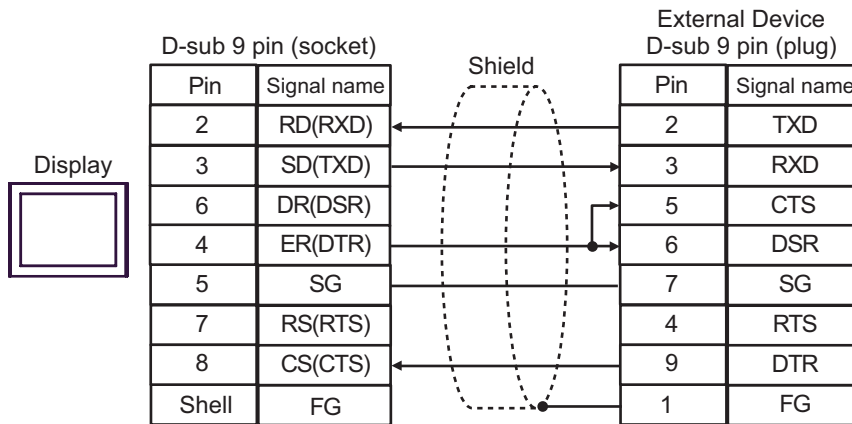 External Device
D-sub 9 pin (socket) D-sub 9 pin (plug)
Shield
Pin Signal name Pin Signal name
2 RD(RXD) 2 TXD
Display 3 SD(TXD) 3 RXD
6 DR(DSR) 5 CTS
4 ER(DTR) 6 DSR
5 SG 7 SG
7 RS(RTS) 4 RTS
8 CS(CTS) 9 DTR
Shell FG 1 FG